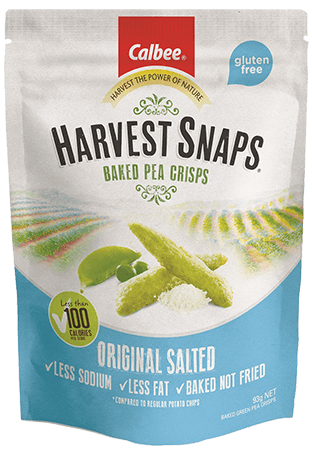 Calbee®
HARVEST THE POWER OF NATURE
gluten
free
HARVEST SNAPS®
BAKED PEA CRISPS
Less than
100
CALORIES
ORIGINAL SALTED
✓LESS SODIUM ✓LESS FAT ✓BAKED NOT FRIED
*COMPARED TO REGULAR POTATO CHIPS
93g NET
BAKED GREEN PEA CRISPS